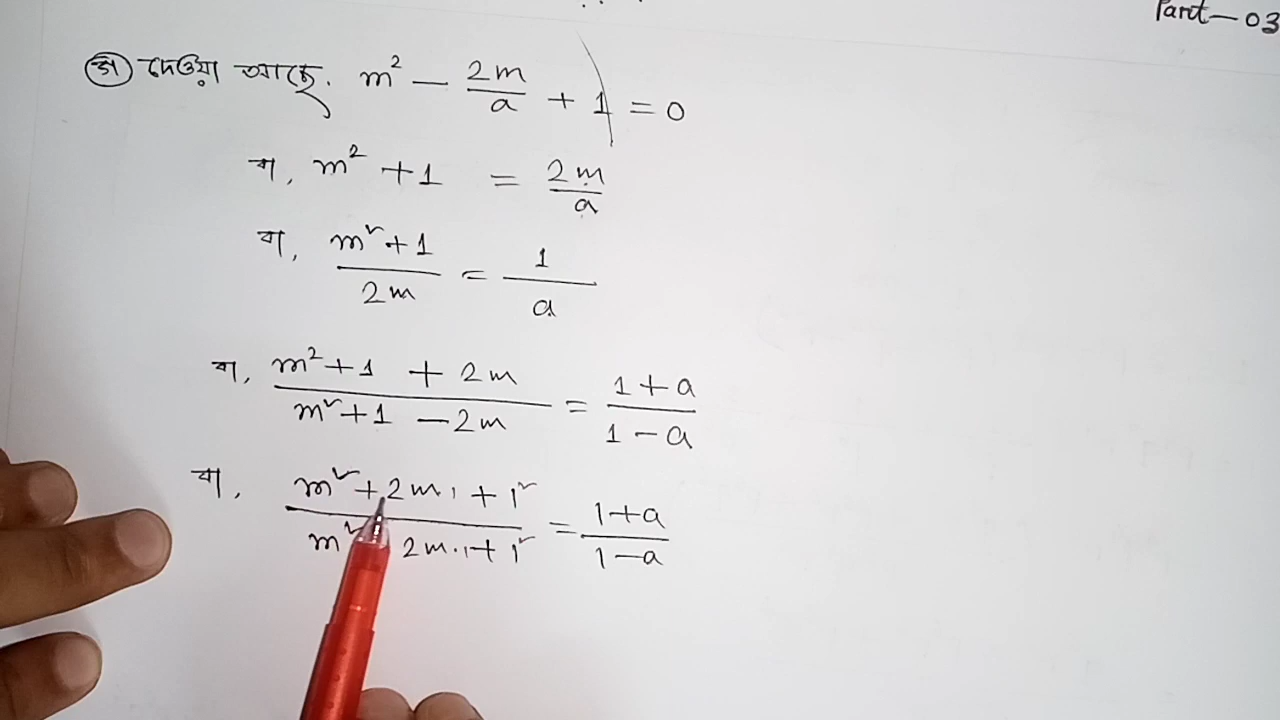 Part-03
দেওয়া আছে. m² - 2m/a + 1 = 0
বা, m² + 1 = 2m/a
বা, (m² + 1)/2m = 1/a
বা, (m² + 1 + 2m)/(m² + 1 - 2m) = (1 + a)/(1 - a)
বা, (m² + 2m.1 + 1²)/(m² 2m.1 + 1²) = (1 + a)/(1 - a)